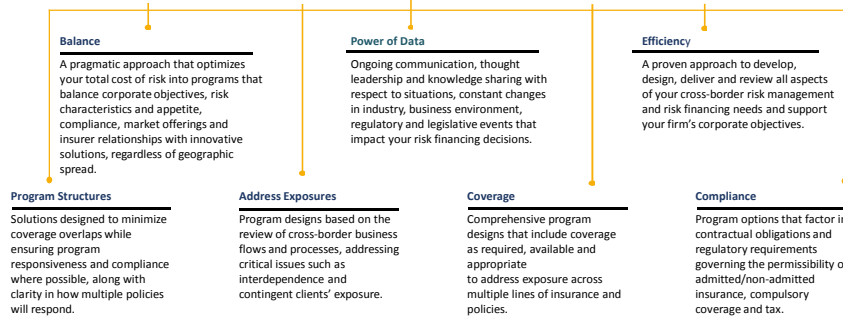 Balance
A pragmatic approach that optimizes
your total cost of risk into programs that
balance corporate objectives, risk
characteristics and appetite,
compliance, market offerings and
insurer relationships with innovative
solutions, regardless of geographic
spread.
Power of Data
Ongoing communication, thought
leadership and knowledge sharing with
respect to situations, constant changes
in industry, business environment,
regulatory and legislative events that
impact your risk financing decisions.
Efficiency
A proven approach to develop,
design, deliver and review all aspects
of your cross-border risk management
and risk financing needs and support
your firm's corporate objectives.
Program Structures
Solutions designed to minimize
coverage overlaps while
ensuring program
responsiveness and compliance
where possible, along with
clarity in how multiple policies
will respond.
Address Exposures
Program designs based on the
review of cross-border business
flows and processes, addressing
critical issues such as
interdependence and
contingent clients' exposure.
Coverage
Comprehensive program
designs that include coverage
as required, available and
appropriate
to address exposure across
multiple lines of insurance and
policies.
Compliance
Program options that factor in
contractual obligations and
regulatory requirements
governing the permissibility o
admitted/non-admitted
insurance, compulsory
coverage and tax.